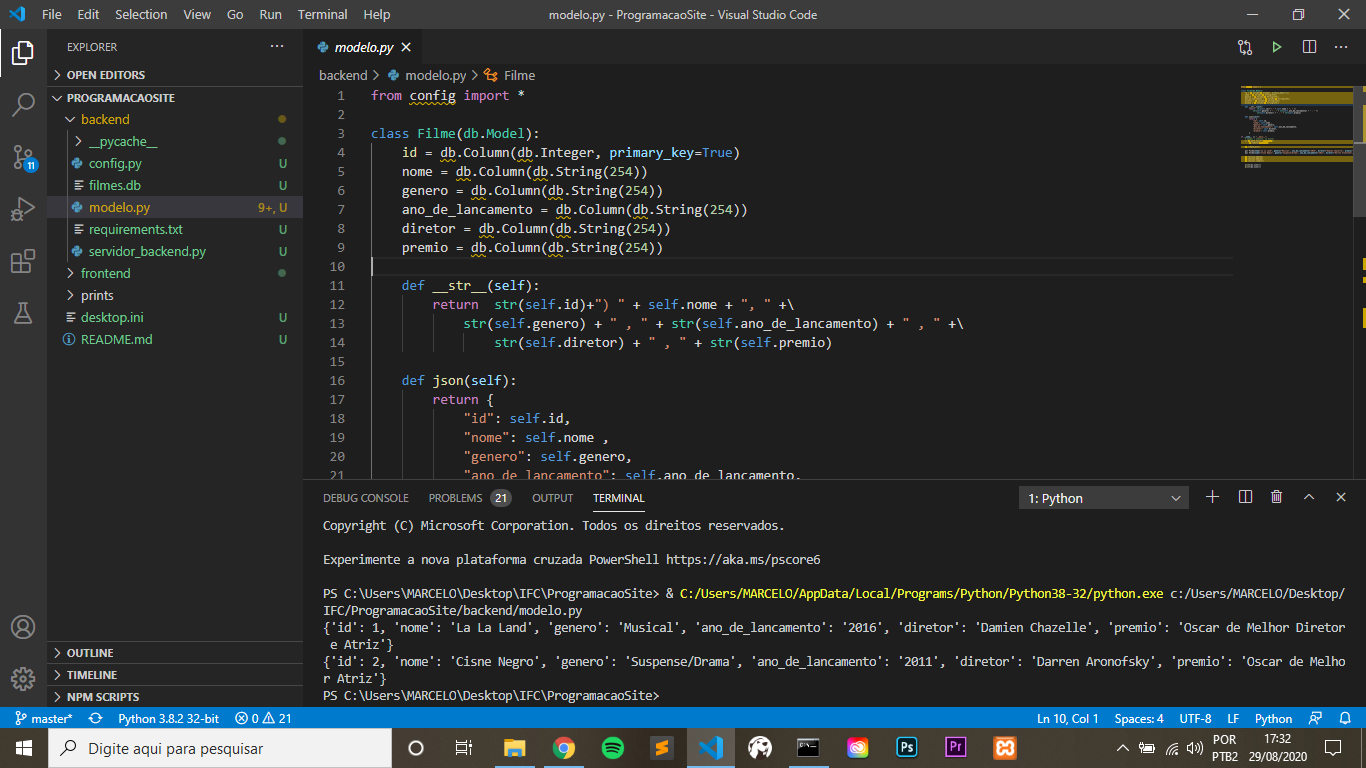 File Edit Selection View Go Run Terminal Help
modelo.py - ProgramacaoSite - Visual Studio Code
EXPLORER
OPEN EDITORS
PROGRAMACAOSITE
backend
__pycache__
config.py U
filmes.db U
modelo.py 9+, U
requirements.txt U
servidor_backend.py U
frontend
prints
desktop.ini U
README.md U
OUTLINE
TIMELINE
NPM SCRIPTS
11
modelo.py
backend > modelo.py > Filme
1 from config import *
2
3 class Filme(db.Model):
4 id = db.Column(db.Integer, primary_key=True)
5 nome = db.Column(db.String(254))
6 genero = db.Column(db.String(254))
7 ano_de_lancamento = db.Column(db.String(254))
8 diretor = db.Column(db.String(254))
9 premio = db.Column(db.String(254))
10
11 def __str__(self):
12 return  str(self.id)+") " + self.nome + ", " +\
13 str(self.genero) + " , " + str(self.ano_de_lancamento) + " , " +\
14 str(self.diretor) + " , " + str(self.premio)
15
16 def json(self):
17 return {
18 "id": self.id,
19 "nome": self.nome ,
20 "genero": self.genero,
21 "ano_de_lancamento": self.ano_de_lancamento,
DEBUG CONSOLE PROBLEMS 21 OUTPUT TERMINAL
1: Python
Copyright (C) Microsoft Corporation. Todos os direitos reservados.
Experimente a nova plataforma cruzada PowerShell https://aka.ms/pscore6
PS C:\Users\MARCELO\Desktop\IFC\ProgramacaoSite> & C:/Users/MARCELO/AppData/Local/Programs/Python/Python38-32/python.exe c:/Users/MARCELO/Desktop/
IFC/ProgramacaoSite/backend/modelo.py
{'id': 1, 'nome': 'La La Land', 'genero': 'Musical', 'ano_de_lancamento': '2016', 'diretor': 'Damien Chazelle', 'premio': 'Oscar de Melhor Diretor
e Atriz'}
{'id': 2, 'nome': 'Cisne Negro', 'genero': 'Suspense/Drama', 'ano_de_lancamento': '2011', 'diretor': 'Darren Aronofsky', 'premio': 'Oscar de Melho
r Atriz'}
PS C:\Users\MARCELO\Desktop\IFC\ProgramacaoSite>
master* Python 3.8.2 32-bit 0 21
Ln 10, Col 1 Spaces: 4 UTF-8 LF Python
Digite aqui para pesquisar
Ps
Pr
POR
PTB2
17:32
29/08/2020